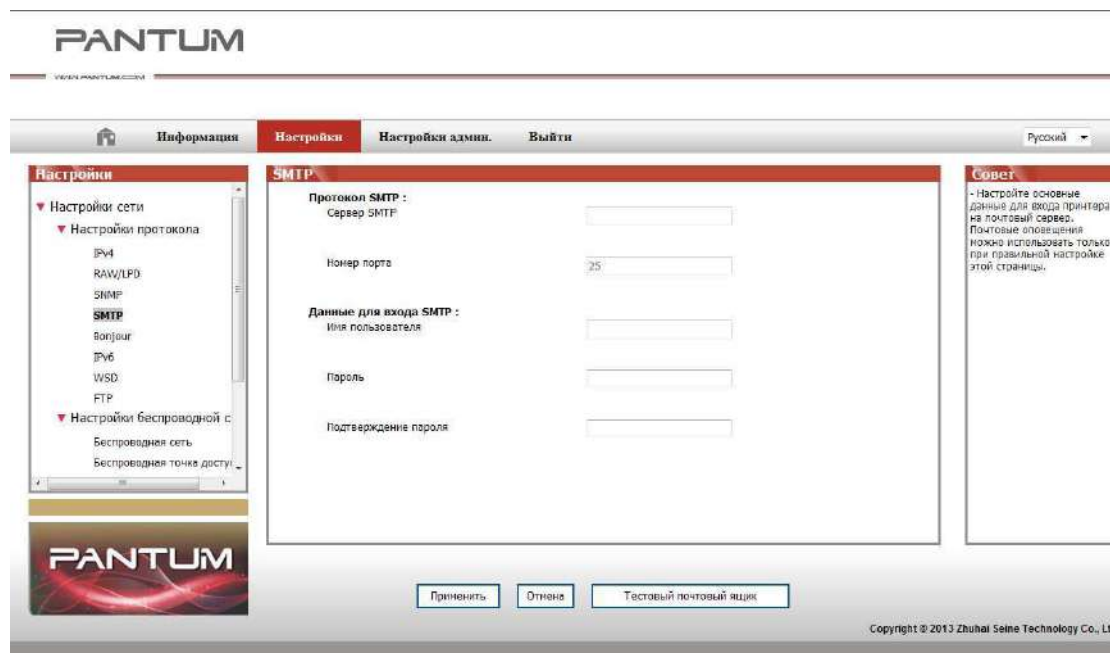 PANTUM
WWW.PANTUM.COM
Информация
Настройки
Настройки админ.
Выйти
Русский
Настройки
Настройки сети
Настройки протокола
IPv4
RAW/LPD
SNMP
SMTP
Bonjour
IPv6
WSD
FTP
Настройки беспроводной с
Беспроводная сеть
Беспроводная точка досту
PANTUM
SMTP
Протокол SMTP :
Сервер SMTP
Номер порта
25
Данные для входа SMTP :
Имя пользователя
Пароль
Подтверждение пароля
Применить
Отмена
Тестовый почтовый ящик
Совет
- Настройте основные
данные для входа принтера
на почтовый сервер.
Почтовые оповещения
можно использовать только
при правильной настройке
этой страницы.
Copyright © 2013 Zhuhai Seine Technology Co., Lt